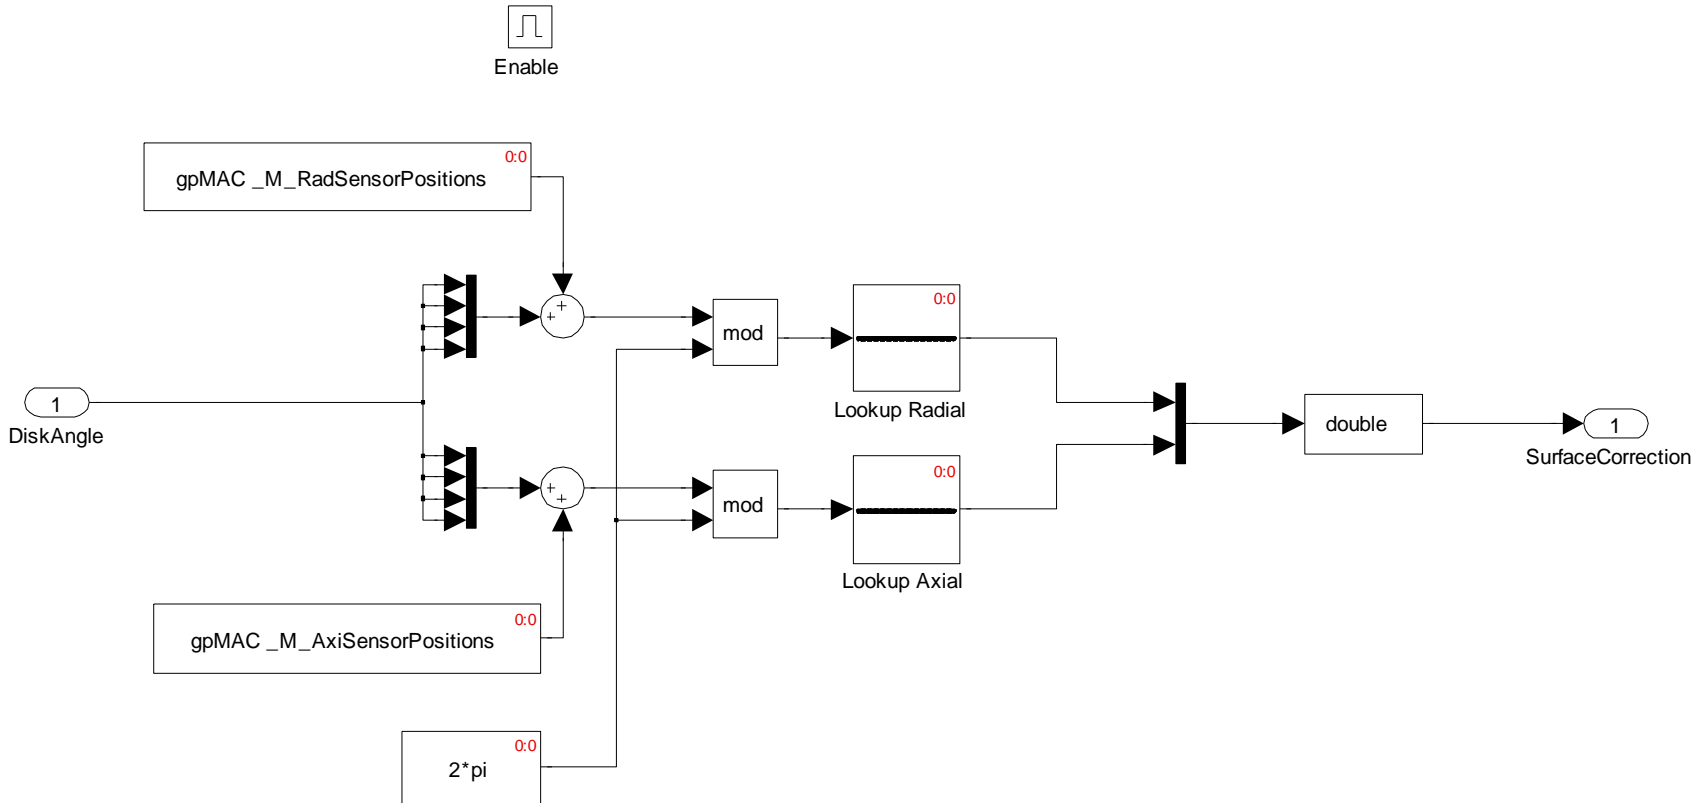 Enable
0:0
gpMAC _M_RadSensorPositions
+
+
mod
0:0
Lookup Radial
1
DiskAngle
double
1
SurfaceCorrection
+
+
mod
0:0
Lookup Axial
0:0
gpMAC _M_AxiSensorPositions
0:0
2*pi